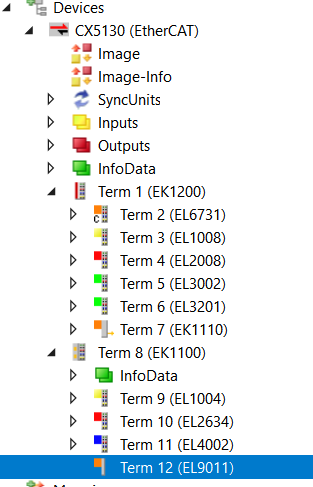 Devices
CX5130 (EtherCAT)
Image
Image-Info
SyncUnits
Inputs
Outputs
InfoData
Term 1 (EK1200)
Term 2 (EL6731)
Term 3 (EL1008)
Term 4 (EL2008)
Term 5 (EL3002)
Term 6 (EL3201)
Term 7 (EK1110)
Term 8 (EK1100)
InfoData
Term 9 (EL1004)
Term 10 (EL2634)
Term 11 (EL4002)
Term 12 (EL9011)